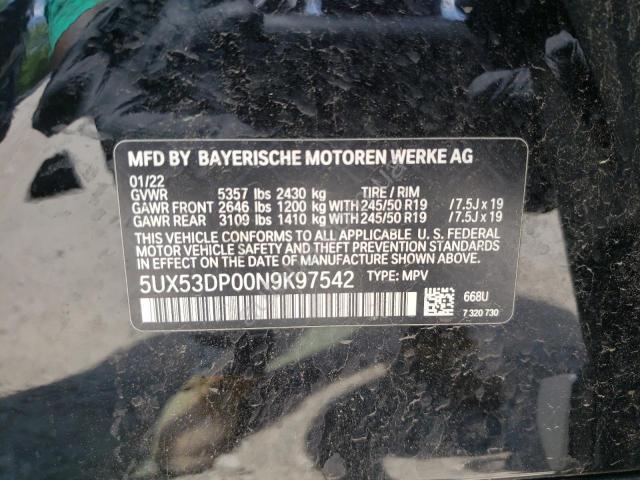 MFD BY BAYERISCHE MOTOREN WERKE AG
01/22
GVWR 5357 lbs 2430 kg TIRE / RIM
GAWR FRONT 2646 lbs 1200 kg WITH 245/50 R19 /7.5J x 19
GAWR REAR 3109 lbs 1410 kg WITH 245/50 R19 /7.5J x 19
THIS VEHICLE CONFORMS TO ALL APPLICABLE U. S. FEDERAL
MOTOR VEHICLE SAFETY AND THEFT PREVENTION STANDARDS
IN EFFECT ON THE DATE OF MANUFACTURE SHOWN ABOVE.
5UX53DP00N9K97542 TYPE: MPV
668U
7 320 730